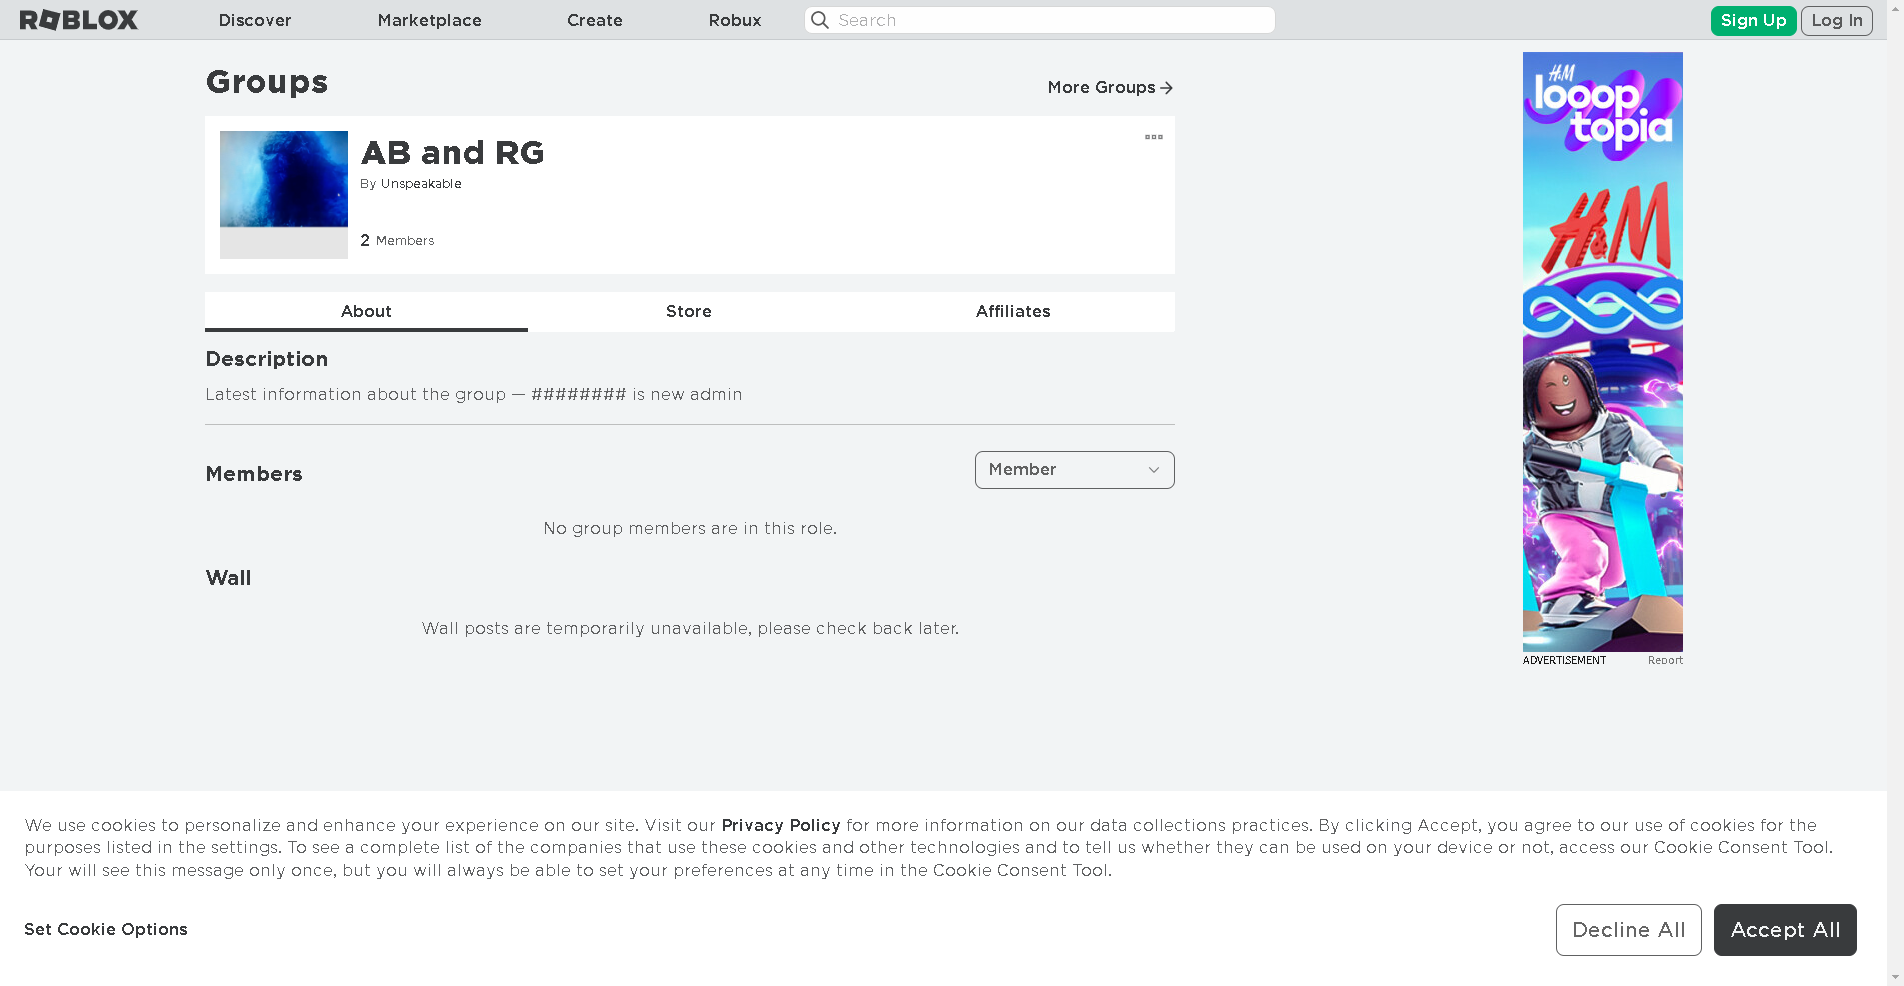 ROBLOX Discover Marketplace Create Robux Search Sign Up Log In
Groups
More Groups
AB and RG
By Unspeakable
2 Members
About Store Affiliates
Description
Latest information about the group — ######## is new admin
Members
Member
No group members are in this role.
Wall
Wall posts are temporarily unavailable, please check back later.
H&M
looop
topia
H&M
ADVERTISEMENT Report
We use cookies to personalize and enhance your experience on our site. Visit our Privacy Policy for more information on our data collections practices. By clicking Accept, you agree to our use of cookies for the
purposes listed in the settings. To see a complete list of the companies that use these cookies and other technologies and to tell us whether they can be used on your device or not, access our Cookie Consent Tool.
Your will see this message only once, but you will always be able to set your preferences at any time in the Cookie Consent Tool.
Set Cookie Options
Decline All
Accept All